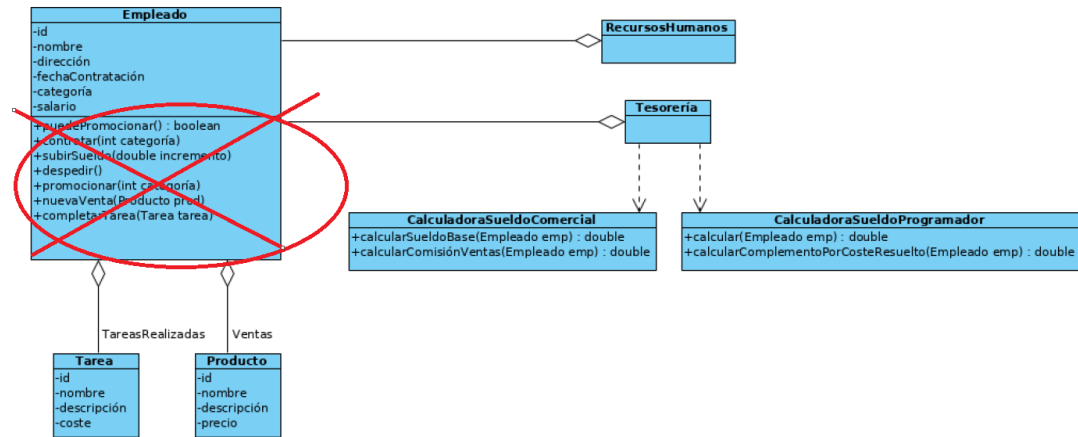 Empleado
-id
-nombre
-dirección
-fechaContratación
-categoría
-salario
+puedePromocionar() : boolean
+contratar(int categoría)
+subirSueldo(double incremento)
+despedir()
+promocionar(int categoría)
+nuevaVenta(Producto prod)
+completarTarea(Tarea tarea)
RecursosHumanos
Tesorería
CalculadoraSueldoComercial
+calcularSueldoBase(Empleado emp) : double
+calcularComisiónVentas(Empleado emp) : double
CalculadoraSueldoProgramador
+calcular(Empleado emp) : double
+calcularComplementoPorCosteResuelto(Empleado emp) : double
TareasRealizadas
Ventas
Tarea
-id
-nombre
-descripción
-coste
Producto
-id
-nombre
-descripción
-precio